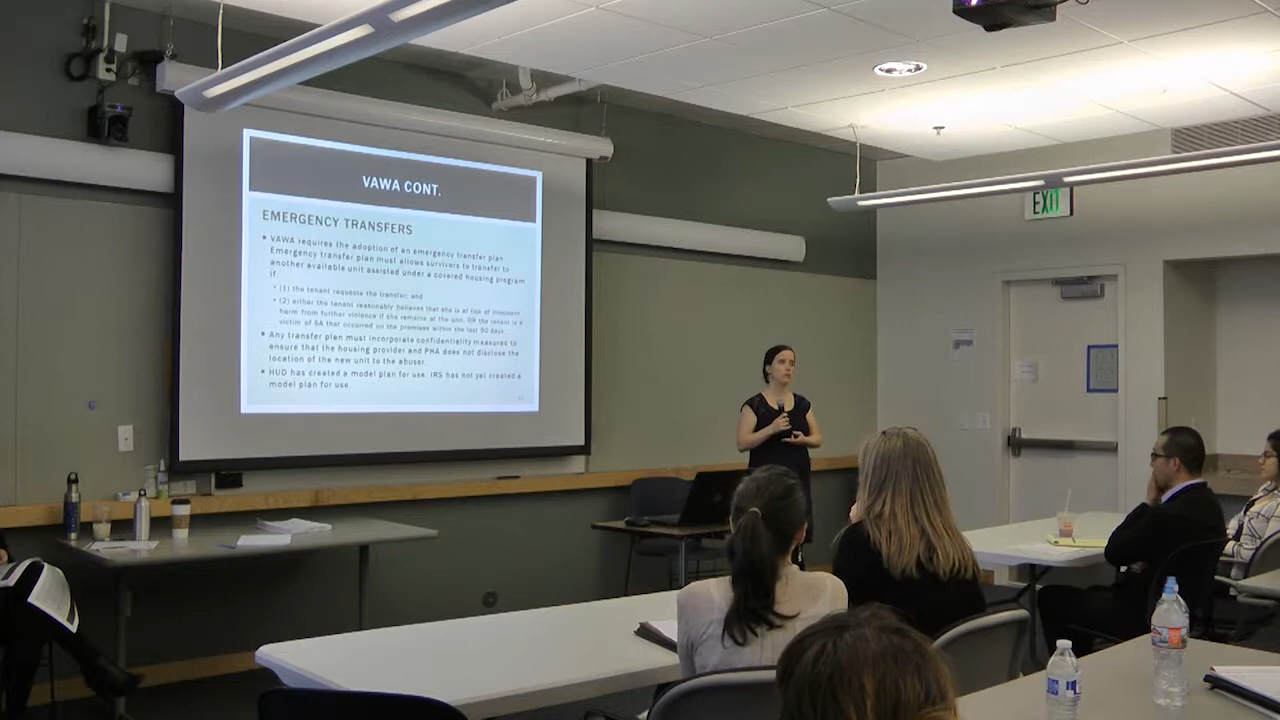 VAWA CONT.
EMERGENCY TRANSFERS
▪ VAWA requires the adoption of an emergency transfer plan
Emergency transfer plan must allows survivors to transfer to
another available unit assisted under a covered housing program
if:
▪ (1) the tenant requests the transfer; and
▪ (2) either the tenant reasonably believes that she is at risk of imminent
harm from further violence if she remains at the unit, OR the tenant is a
victim of SA that occurred on the premises within the last 90 days.
▪ Any transfer plan must incorporate confidentiality measures to
ensure that the housing provider and PHA does not disclose the
location of the new unit to the abuser.
▪ HUD has created a model plan for use. IRS has not yet created a
model plan for use
EXIT